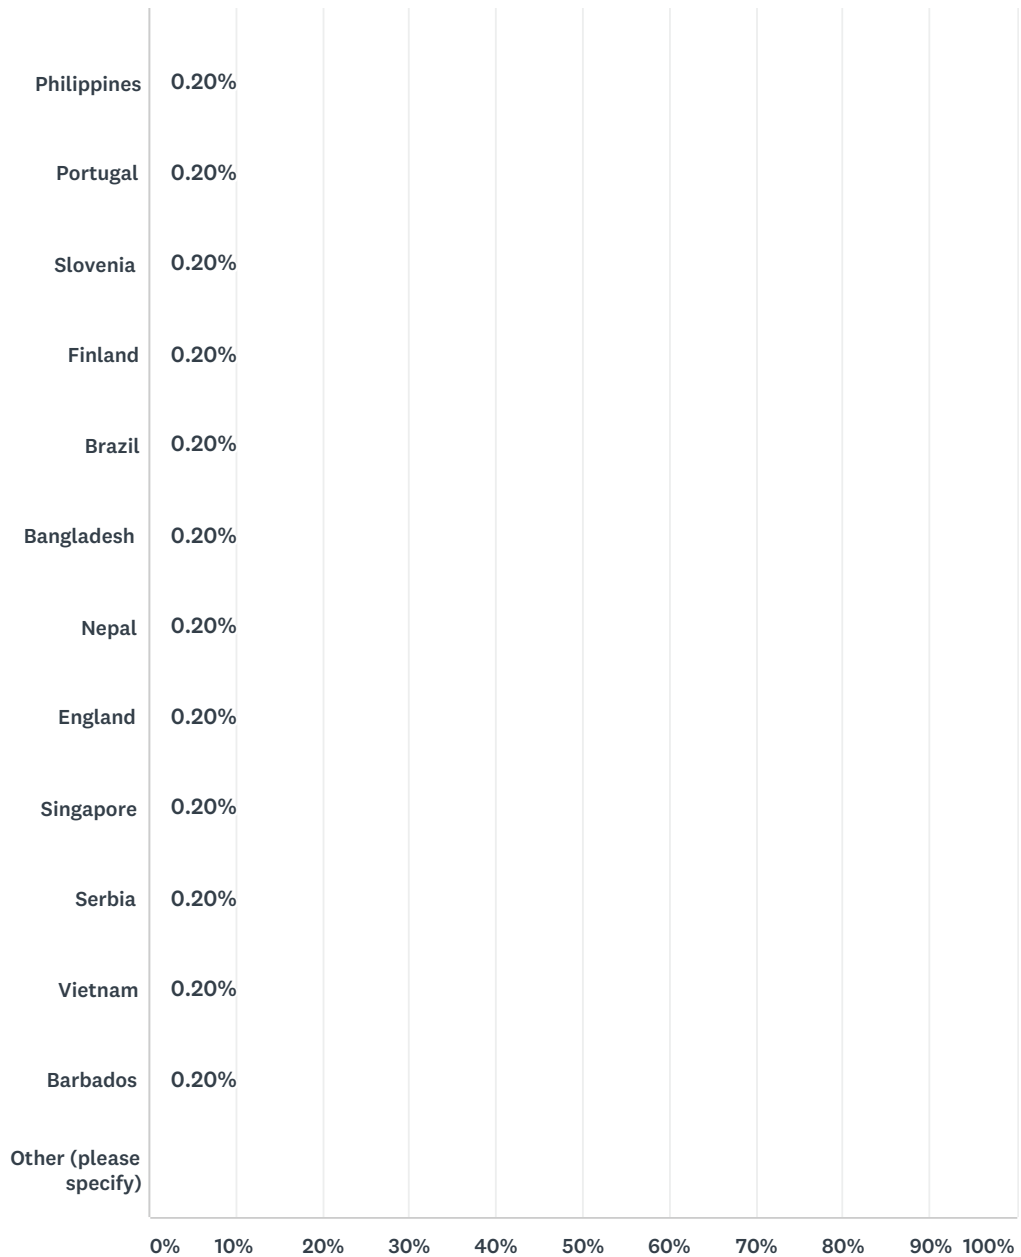 Philippines 0.20%
Portugal 0.20%
Slovenia 0.20%
Finland 0.20%
Brazil 0.20%
Bangladesh 0.20%
Nepal 0.20%
England 0.20%
Singapore 0.20%
Serbia 0.20%
Vietnam 0.20%
Barbados 0.20%
Other (please
specify)
0% 10% 20% 30% 40% 50% 60% 70% 80% 90% 100%